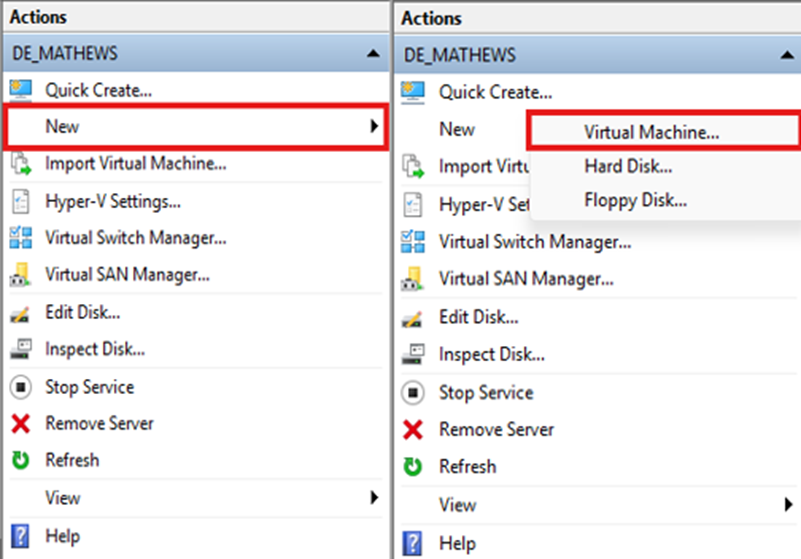 Actions
DE_MATHEWS
Quick Create...
New
Import Virtual Machine...
Hyper-V Settings...
Virtual Switch Manager...
Virtual SAN Manager...
Edit Disk...
Inspect Disk...
Stop Service
Remove Server
Refresh
View
Help
Actions
DE_MATHEWS
Quick Create...
New
Virtual Machine...
Import Virtu
Hard Disk...
Hyper-V Set
Floppy Disk...
Virtual Switch Manager...
Virtual SAN Manager...
Edit Disk...
Inspect Disk...
Stop Service
Remove Server
Refresh
View
Help